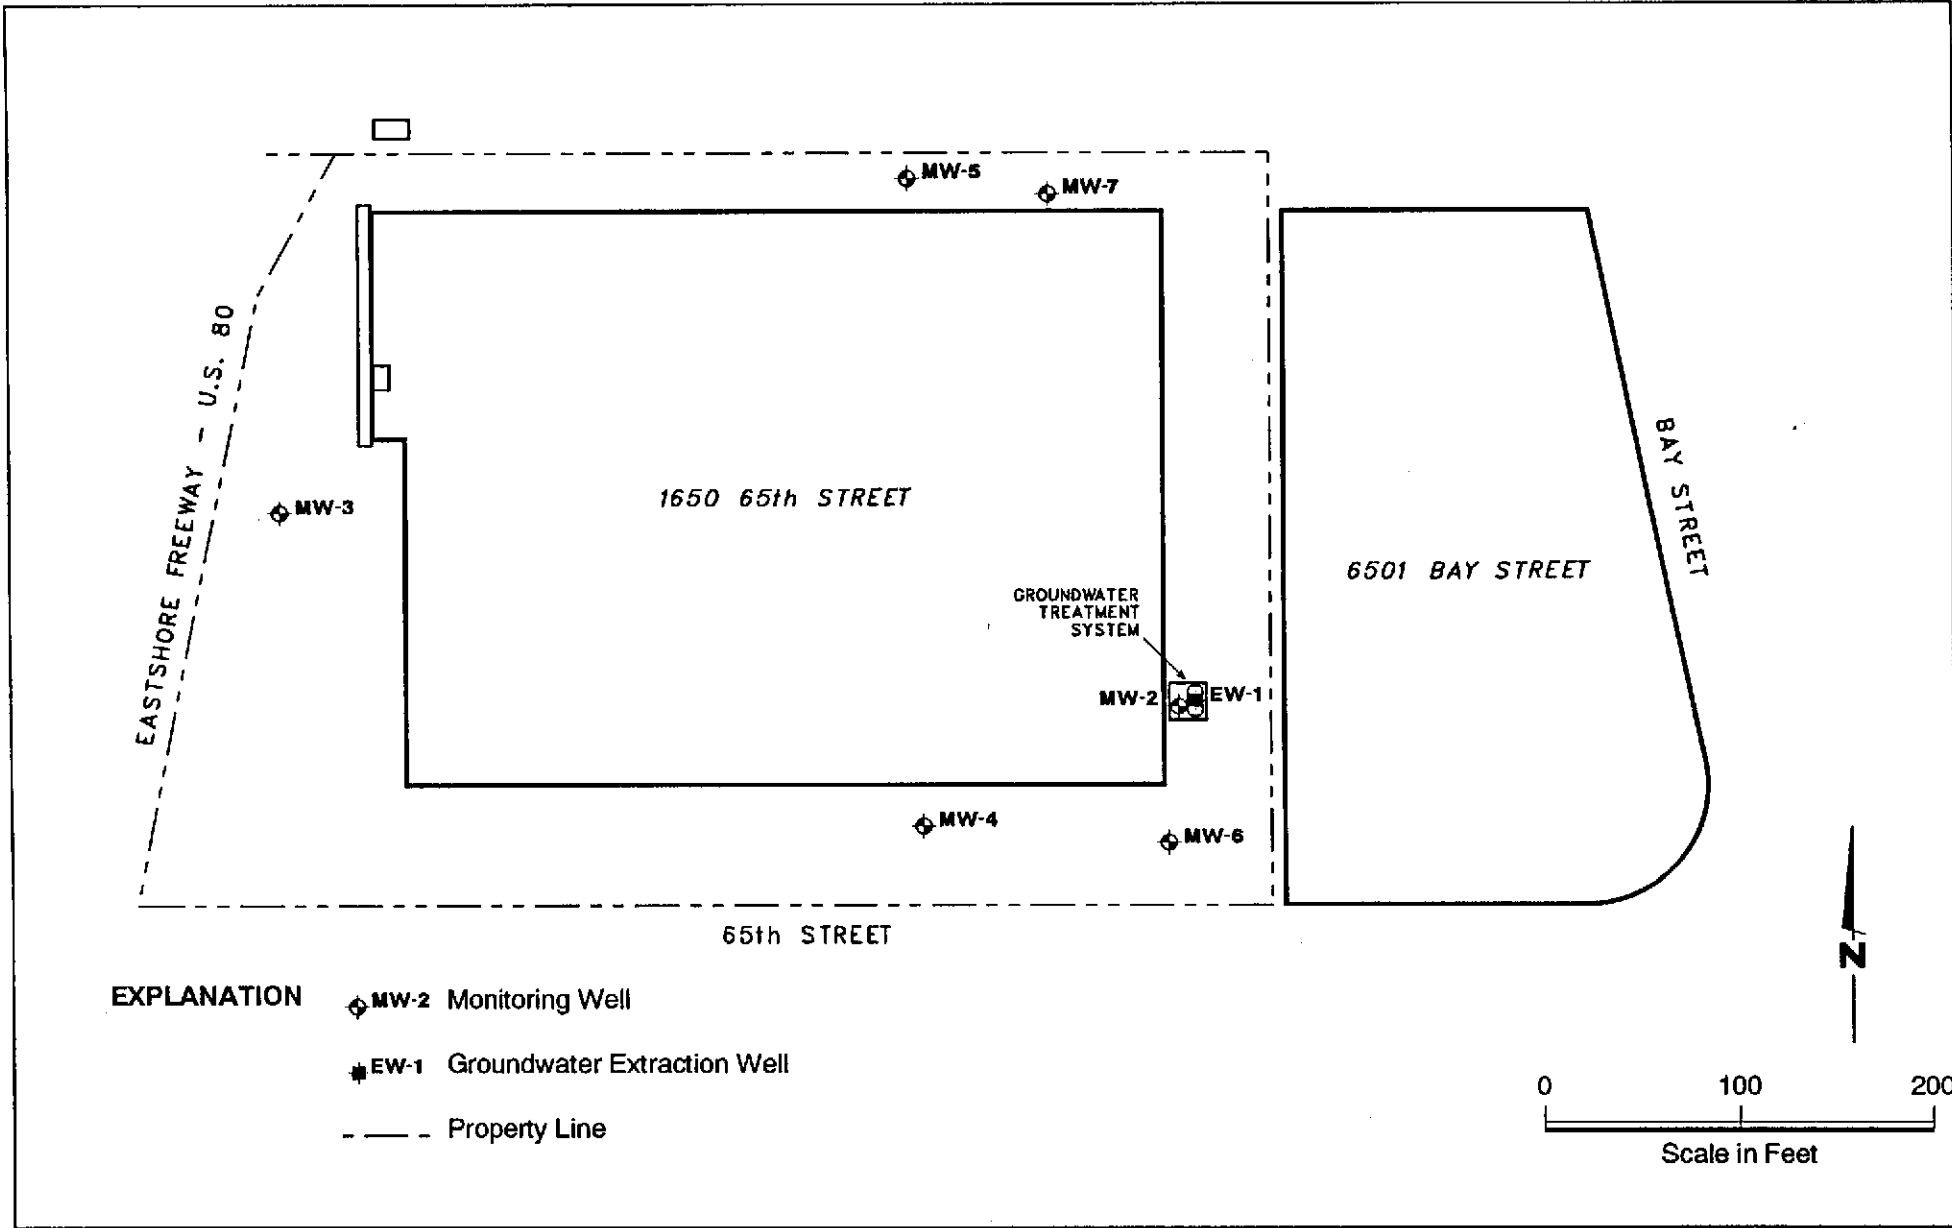 MW-5
MW-7
EASTSHORE FREEWAY - U.S. 80
MW-3
1650 65th STREET
BAY STREET
6501 BAY STREET
GROUNDWATER
TREATMENT
SYSTEM
MW-2
EW-1
MW-4
MW-6
65th STREET
N
EXPLANATION
MW-2 Monitoring Well
EW-1 Groundwater Extraction Well
Property Line
0 100 200
Scale in Feet